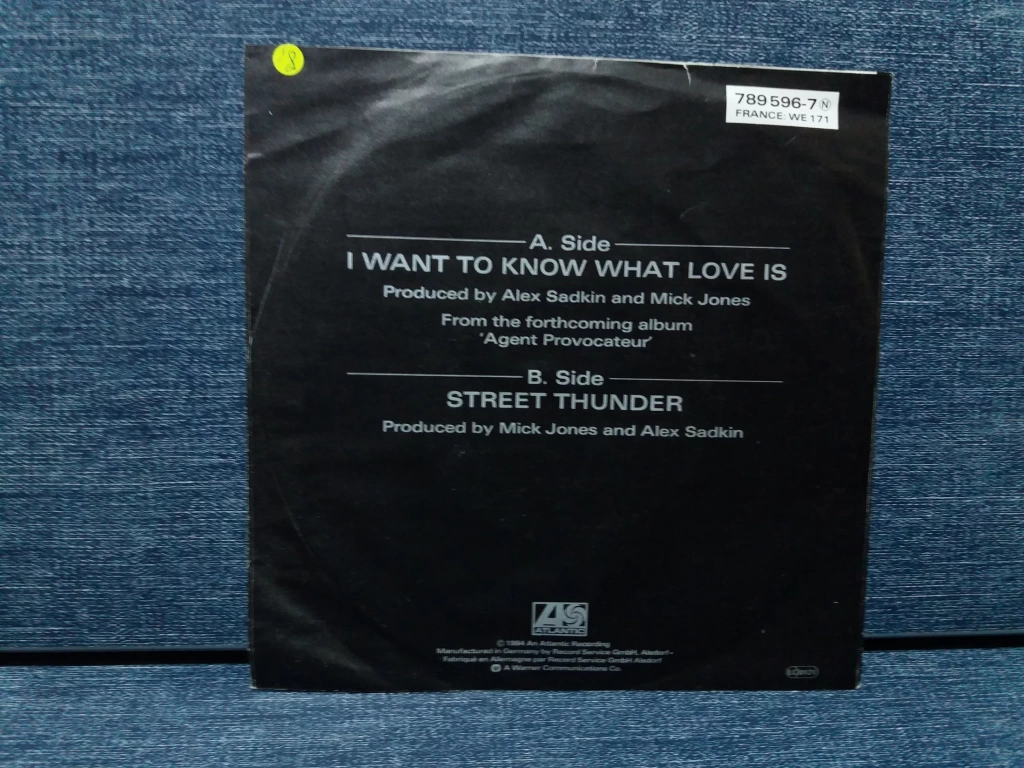 8
789 596-7 Ⓝ
FRANCE: WE 171
A. Side
I WANT TO KNOW WHAT LOVE IS
Produced by Alex Sadkin and Mick Jones
From the forthcoming album
'Agent Provocateur'
B. Side
STREET THUNDER
Produced by Mick Jones and Alex Sadkin
ATLANTIC
© 1984 An Atlantic Recording
Manufactured in Germany by Record Service GmbH, Alsdorf -
Fabriqué en Allemagne par Record Service GmbH Alsdorf
A Warner Communications Co.